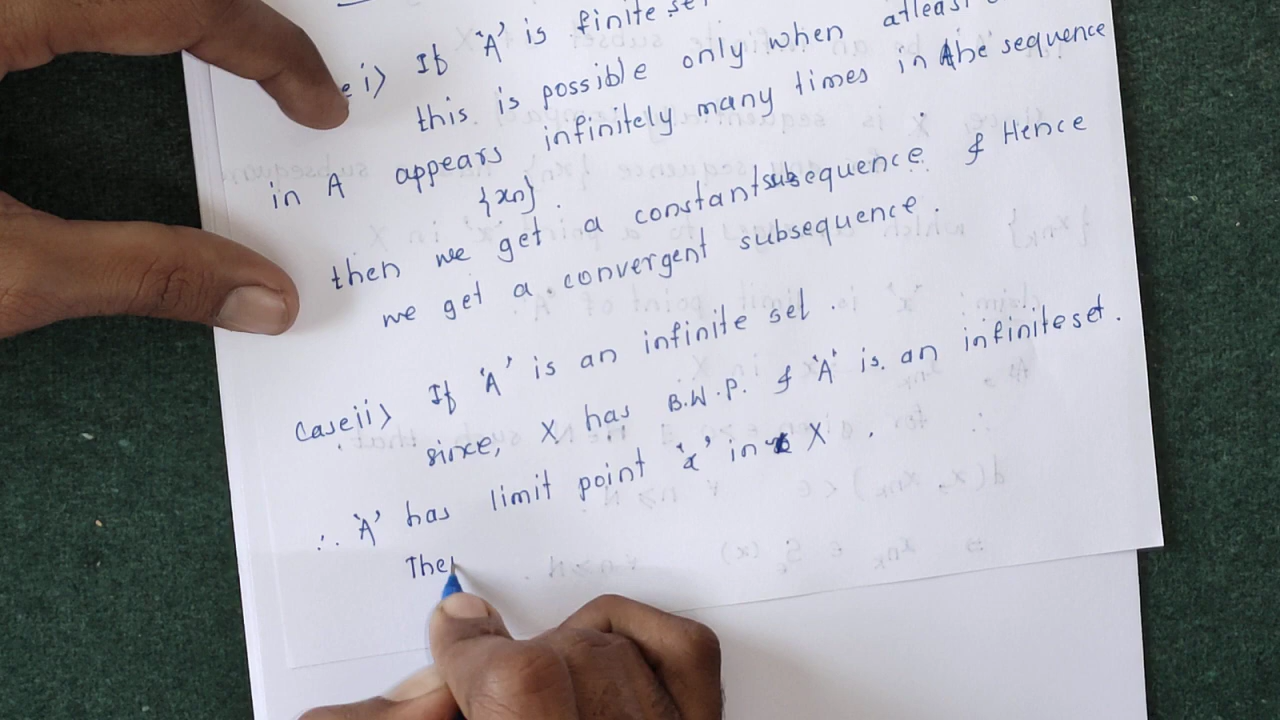 e i) If 'A' is finite set
this is possible only when atleast
in A appears infinitely many times in the sequence
{xn}.
then we get a constant subsequence & Hence
we get a convergent subsequence.
Case ii) If 'A' is an infinite set.
since, X has B.W.P. & 'A' is an infinite set.
∴ 'A' has limit point 'x' in X.
The